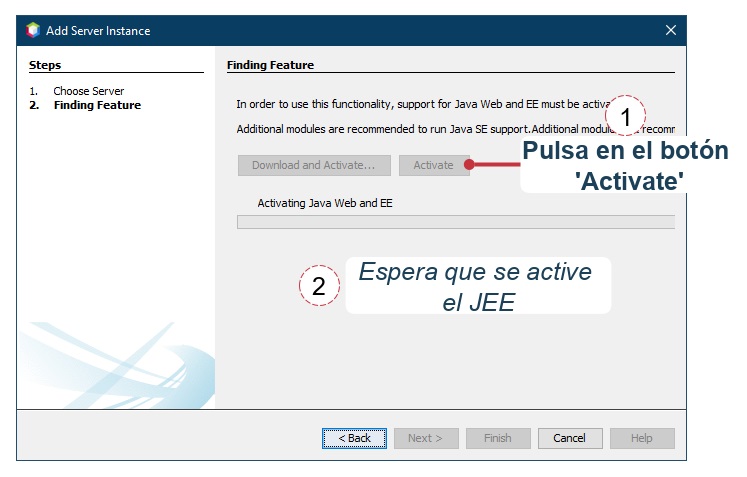 Add Server Instance
Steps
1. Choose Server
2. Finding Feature
Finding Feature
In order to use this functionality, support for Java Web and EE must be activa
Additional modules are recommended to run Java SE support.Additional modul recomm
1
Pulsa en el botón
'Activate'
Download and Activate...
Activate
Activating Java Web and EE
2
Espera que se active
el JEE
< Back
Next >
Finish
Cancel
Help